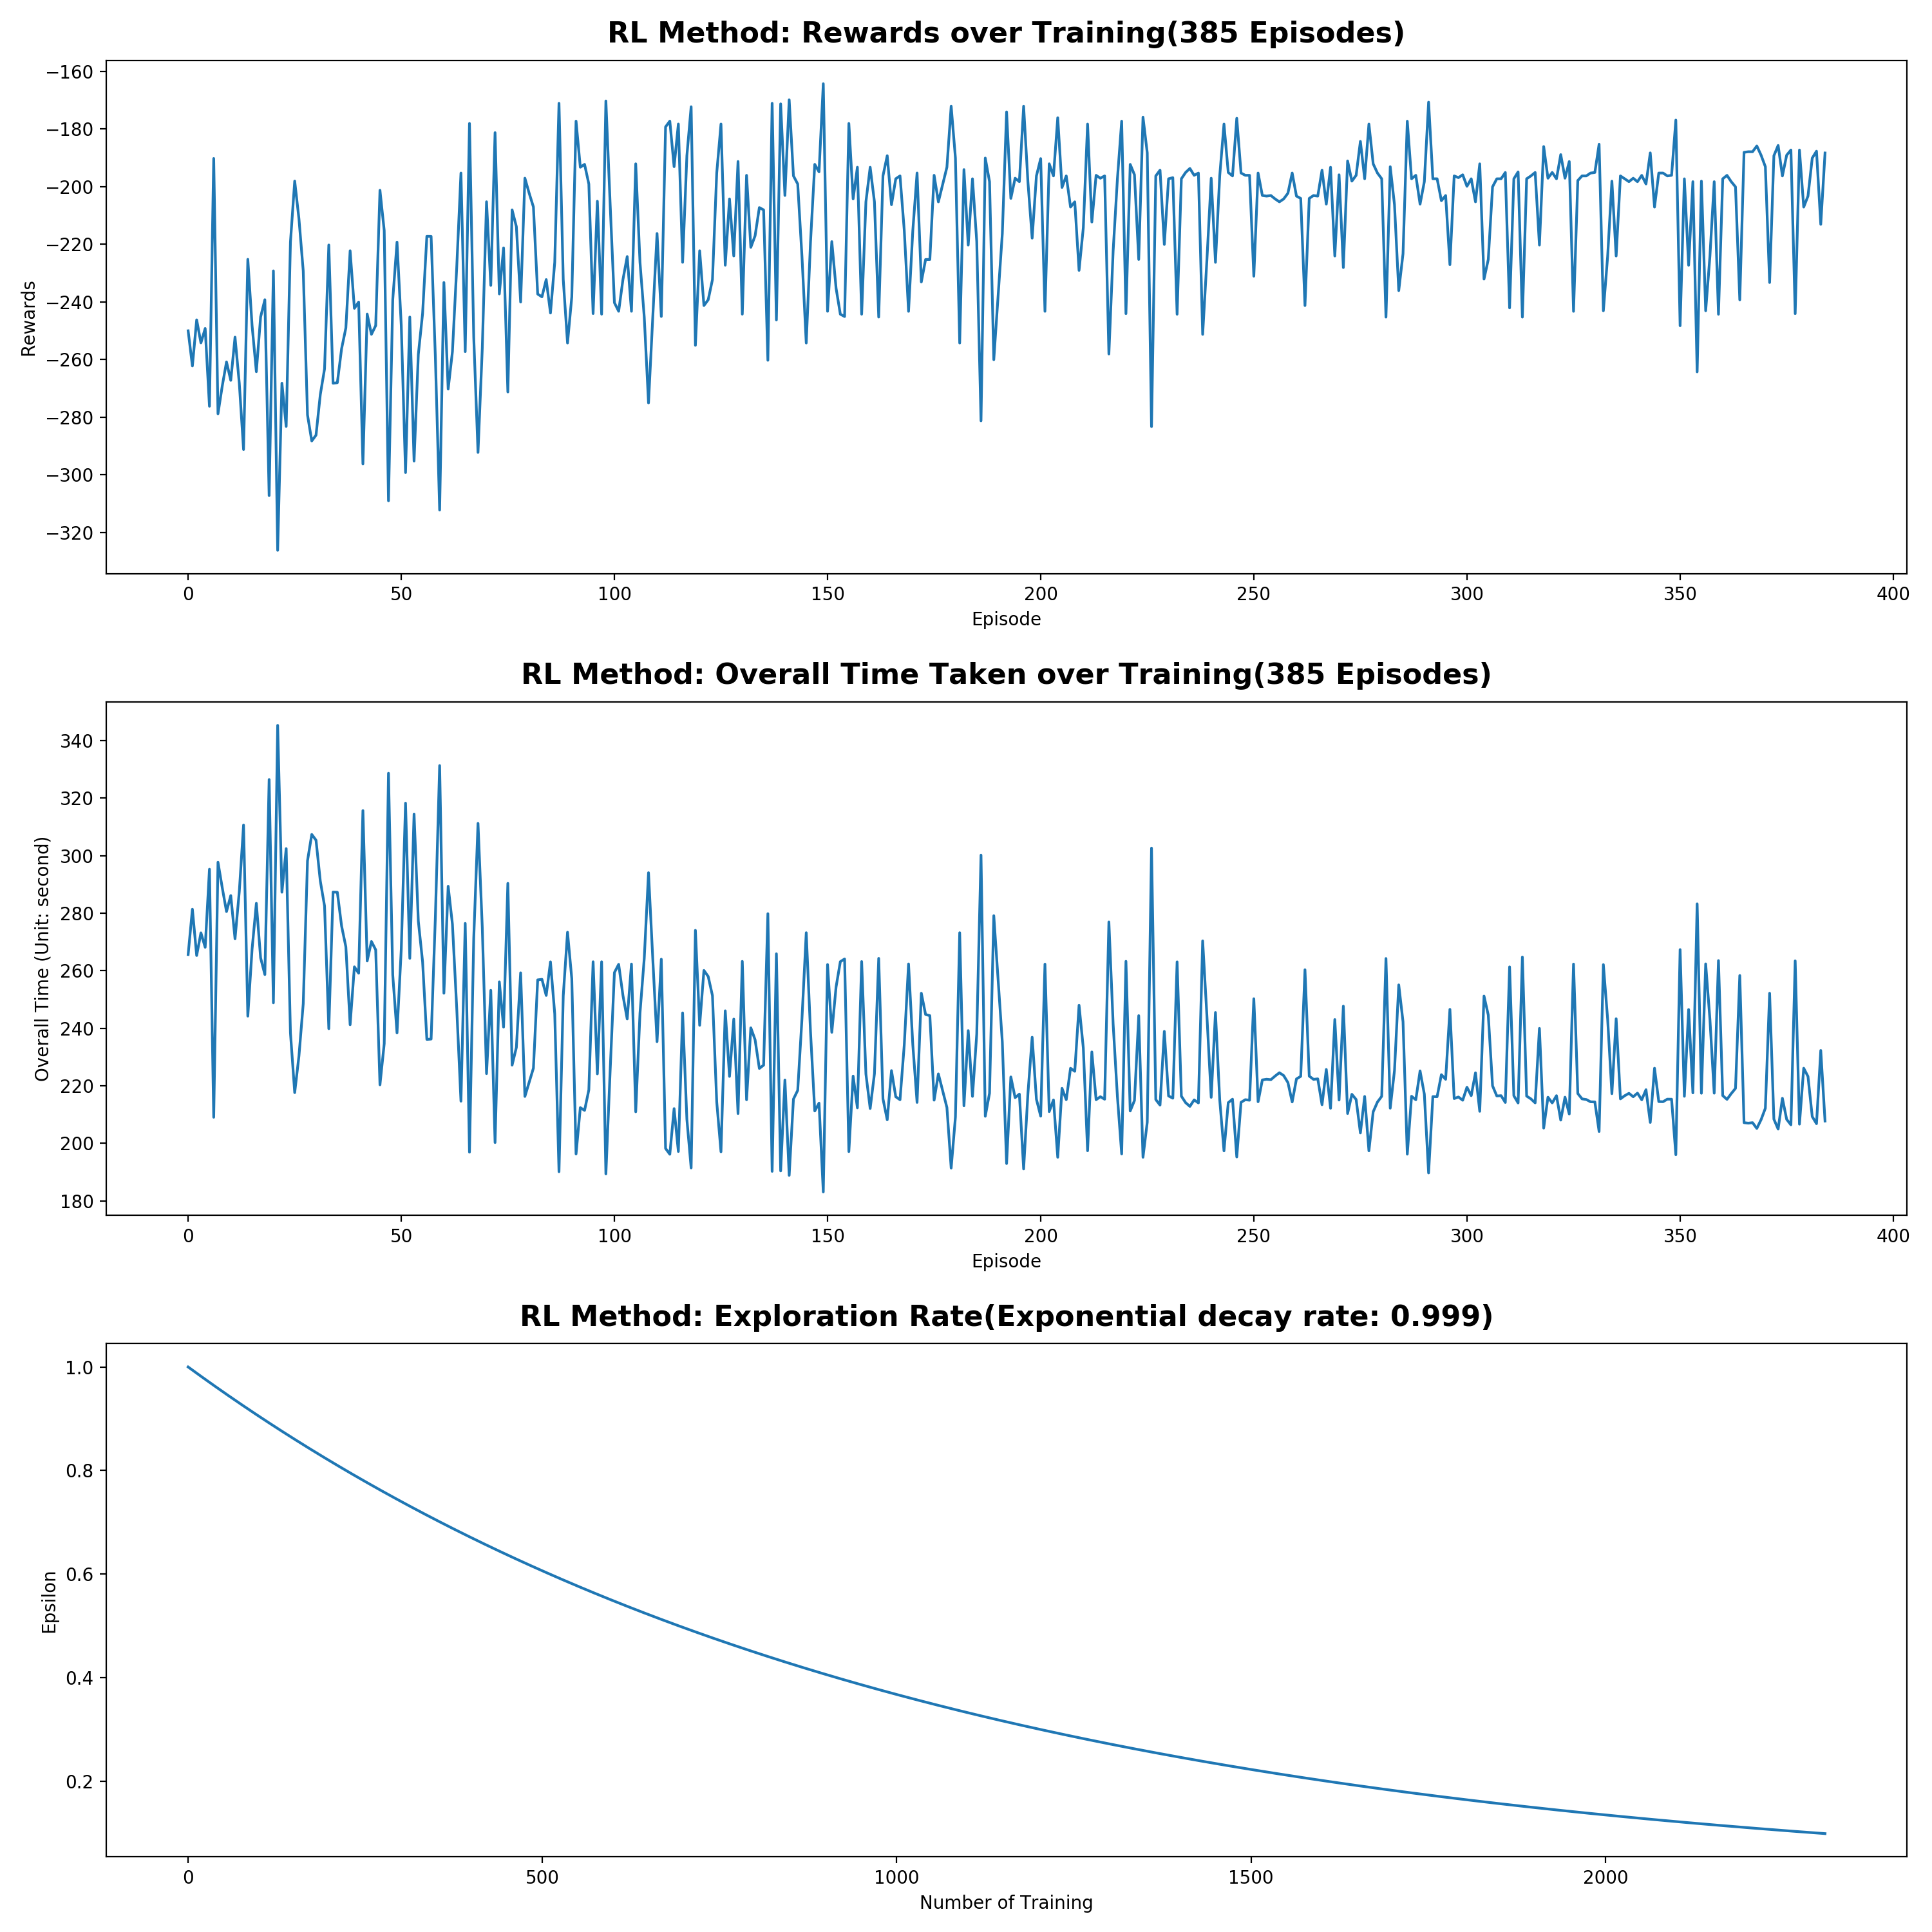 RL Method: Rewards over Training(385 Episodes)
−160
−180
−200
−220
−240
−260
−280
−300
−320
Rewards
0 50 100 150 200 250 300 350 400
Episode
RL Method: Overall Time Taken over Training(385 Episodes)
340
320
300
280
260
240
220
200
180
Overall Time (Unit: second)
0 50 100 150 200 250 300 350 400
Episode
RL Method: Exploration Rate(Exponential decay rate: 0.999)
1.0
0.8
0.6
0.4
0.2
Epsilon
0 500 1000 1500 2000
Number of Training